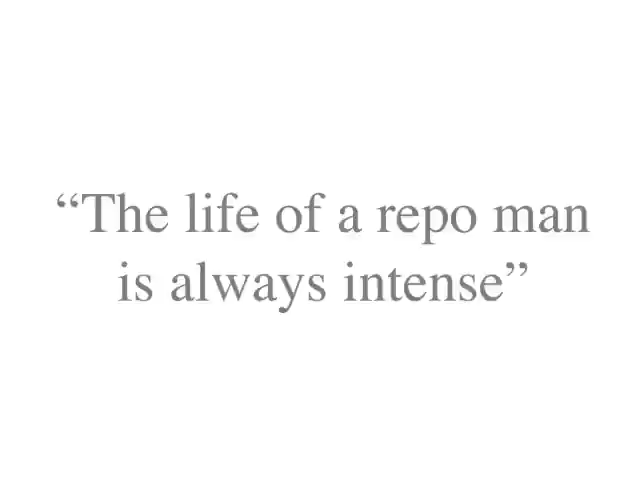 “The life of a repo man
is always intense”